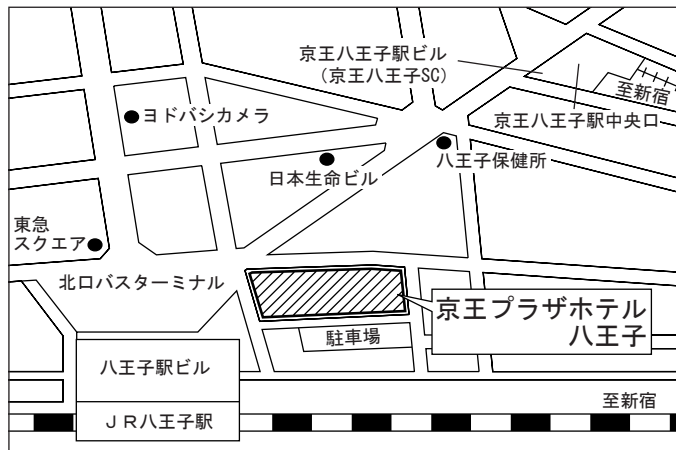 京王八王子駅ビル
(京王八王子SC)
至新宿
京王八王子駅中央口
ヨドバシカメラ
八王子保健所
日本生命ビル
東急
スクエア
北口バスターミナル
京王プラザホテル
八王子
駐車場
八王子駅ビル
至新宿
JR八王子駅